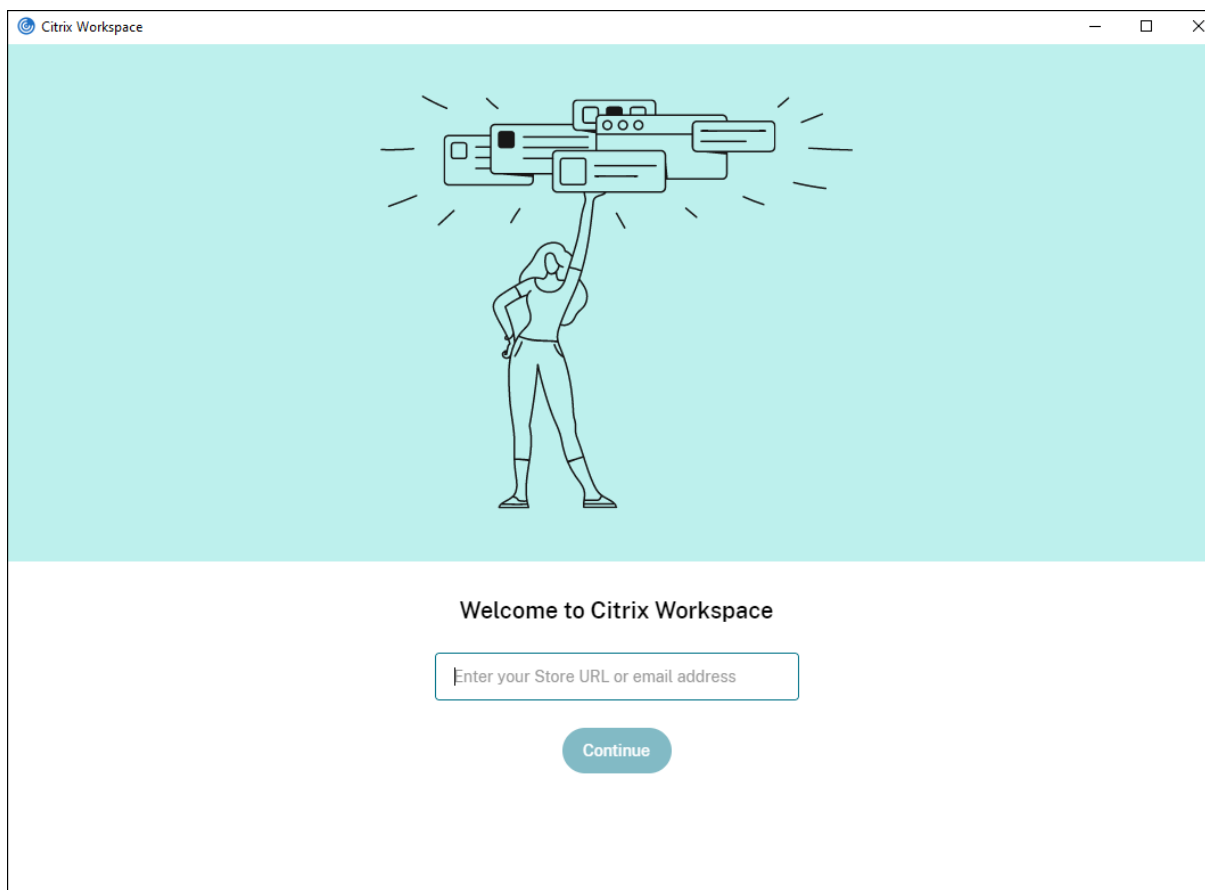 Citrix Workspace
Welcome to Citrix Workspace
Enter your Store URL or email address
Continue